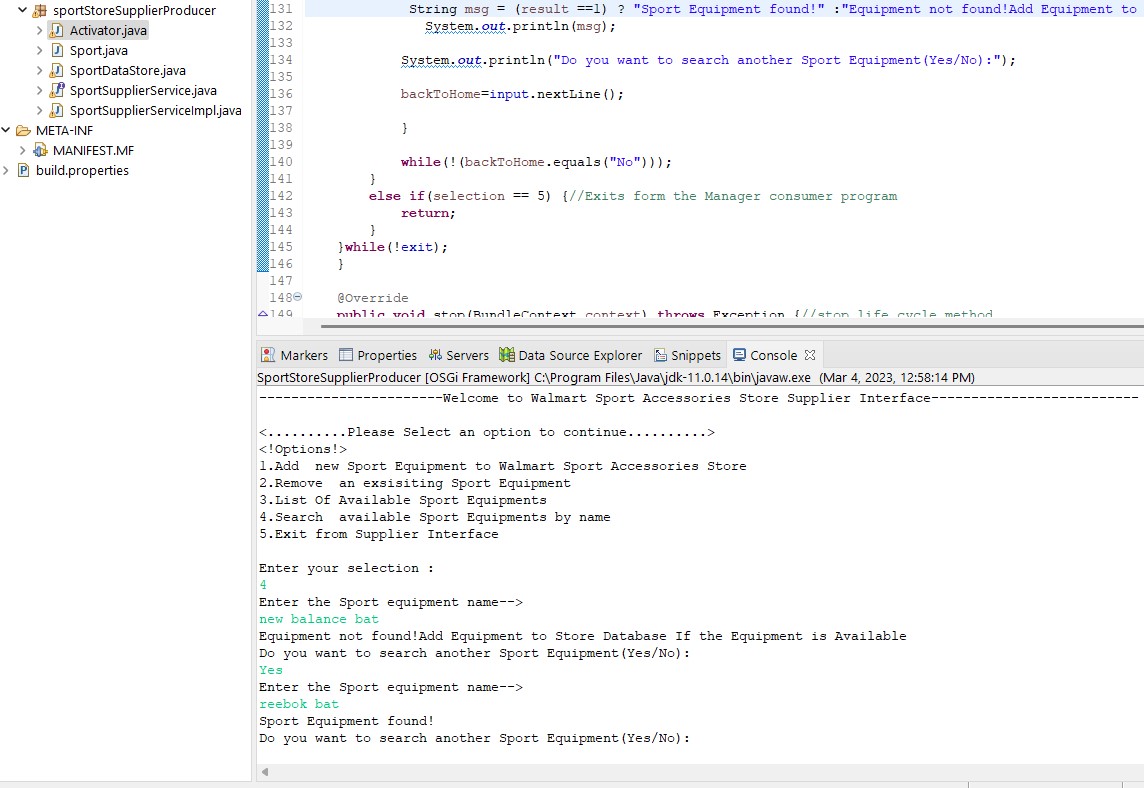 sportStoreSupplierProducer
Activator.java
Sport.java
SportDataStore.java
SportSupplierService.java
SportSupplierServiceImpl.java
META-INF
MANIFEST.MF
build.properties
131 String msg = (result ==1) ? "Sport Equipment found!" :"Equipment not found!Add Equipment to
132 System.out.println(msg);
133
134 System.out.println("Do you want to search another Sport Equipment(Yes/No):");
135
136 backToHome=input.nextLine();
137
138 }
139
140 while(!(backToHome.equals("No")));
141 }
142 else if(selection == 5) {//Exits form the Manager consumer program
143 return;
144 }
145 }while(!exit);
146 }
147
148 @Override
149 public void stop(BundleContext context) throws Exception {//stop life cycle method
Markers Properties Servers Data Source Explorer Snippets Console
SportStoreSupplierProducer [OSGi Framework] C:\Program Files\Java\jdk-11.0.14\bin\javaw.exe (Mar 4, 2023, 12:58:14 PM)
-----------------------Welcome to Walmart Sport Accessories Store Supplier Interface--------------------------
<..........Please Select an option to continue..........>
<!Options!>
1.Add  new Sport Equipment to Walmart Sport Accessories Store
2.Remove  an exsisiting Sport Equipment
3.List Of Available Sport Equipments
4.Search  available Sport Equipments by name
5.Exit from Supplier Interface
Enter your selection :
4
Enter the Sport equipment name-->
new balance bat
Equipment not found!Add Equipment to Store Database If the Equipment is Available
Do you want to search another Sport Equipment(Yes/No):
Yes
Enter the Sport equipment name-->
reebok bat
Sport Equipment found!
Do you want to search another Sport Equipment(Yes/No):